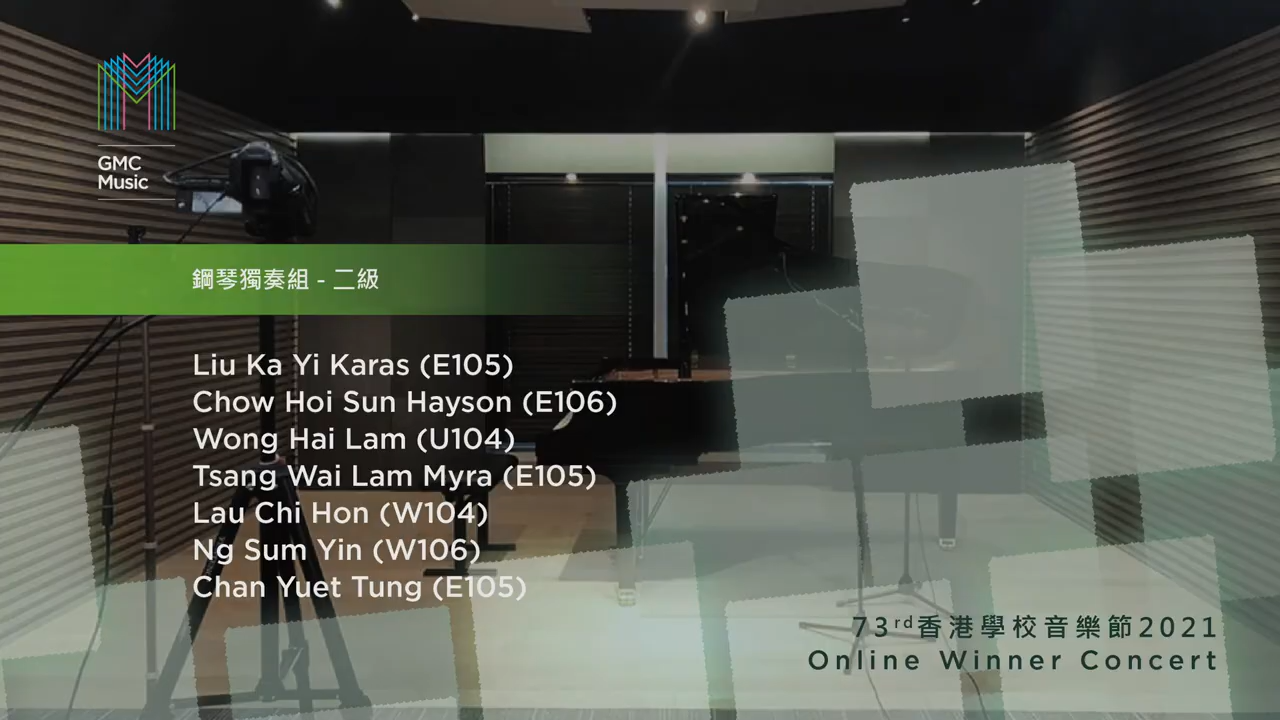 GMC
Music
鋼琴獨奏組 - 二級
Liu Ka Yi Karas (E105)
Chow Hoi Sun Hayson (E106)
Wong Hai Lam (U104)
Tsang Wai Lam Myra (E105)
Lau Chi Hon (W104)
Ng Sum Yin (W106)
Chan Yuet Tung (E105)
73rd香港學校音樂節2021
Online Winner Concert